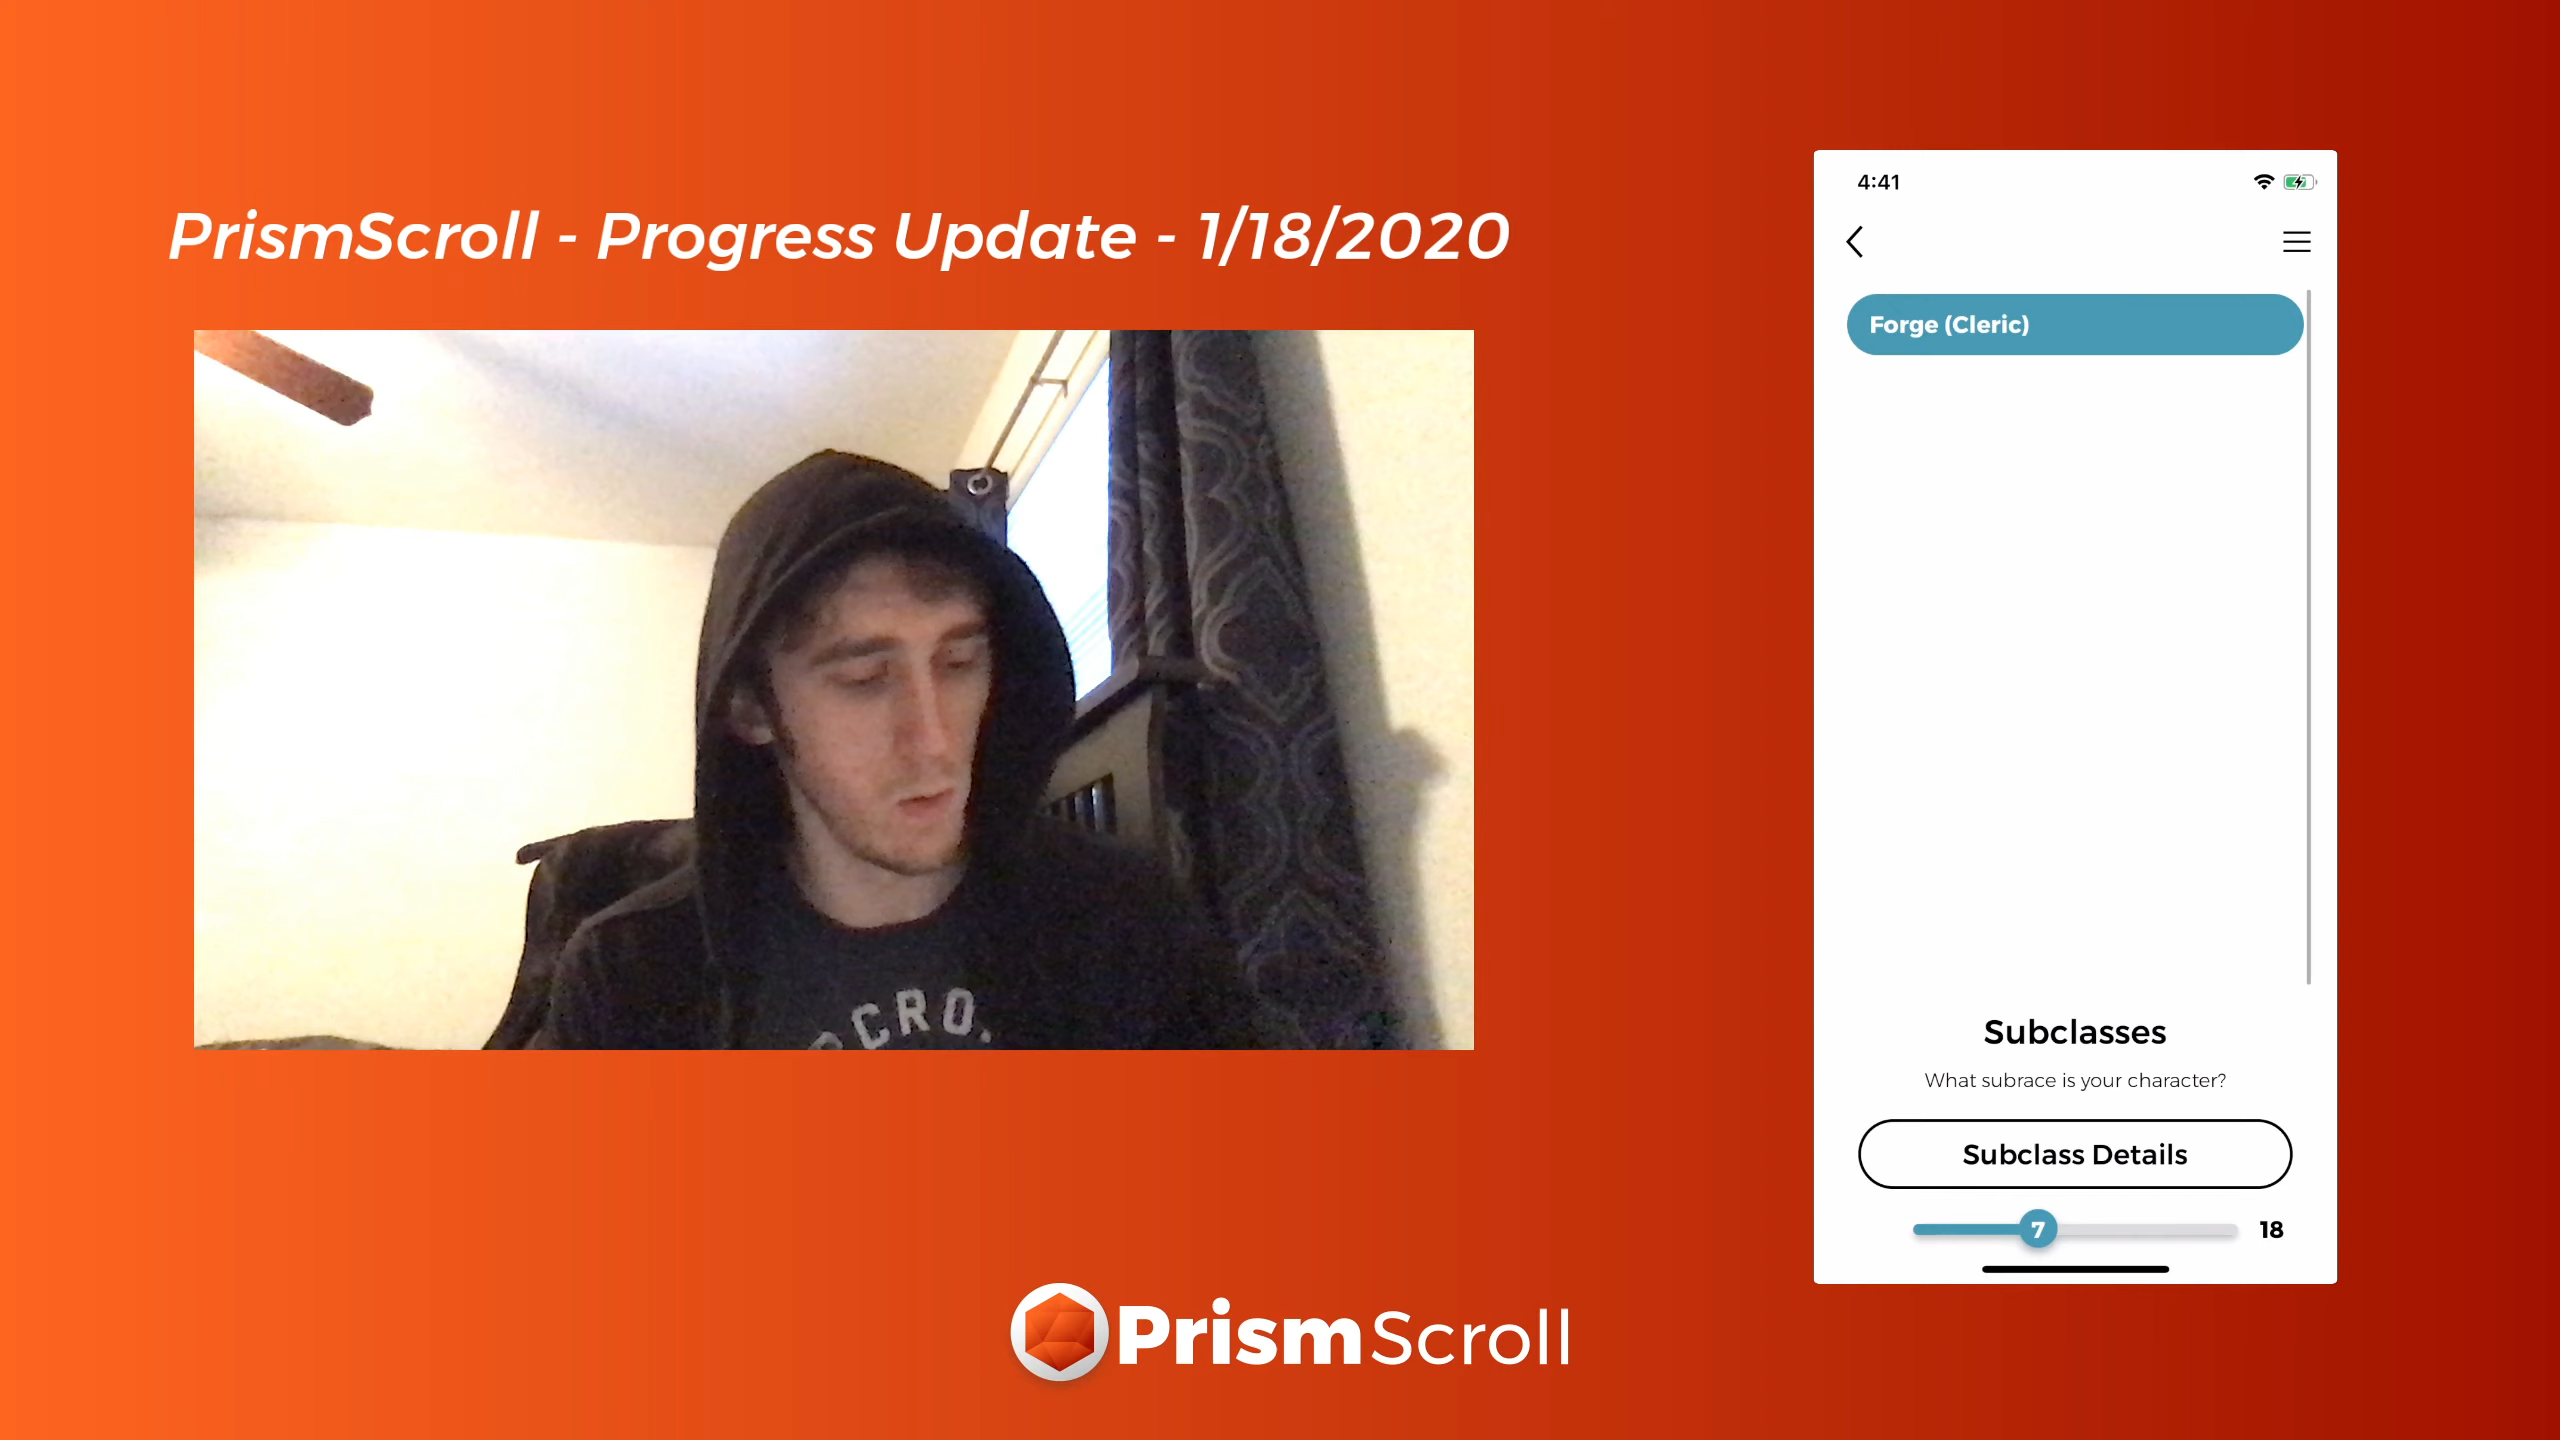 PrismScroll - Progress Update - 1/18/2020
CRO.
4:41
Forge (Cleric)
Subclasses
What subrace is your character?
Subclass Details
7
18
PrismScroll